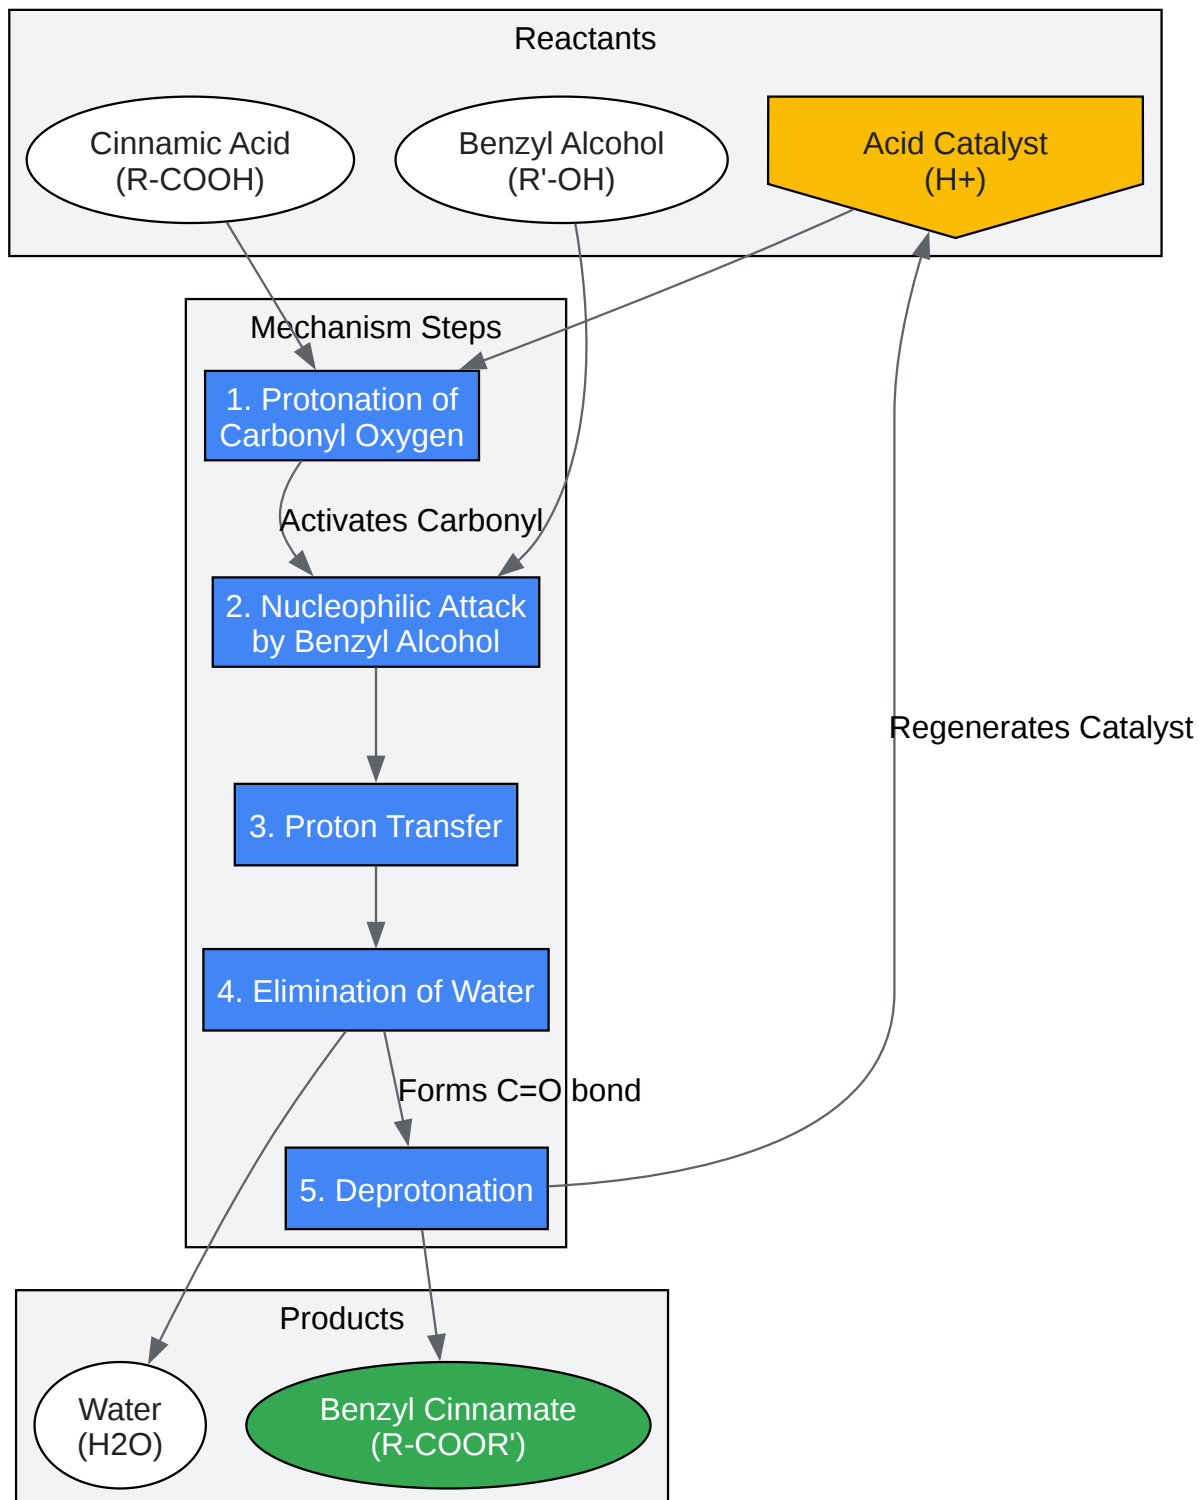 Reactants
Cinnamic Acid
(R-COOH)
Benzyl Alcohol
(R'-OH)
Acid Catalyst
(H+)
Mechanism Steps
1. Protonation of
Carbonyl Oxygen
Activates Carbonyl
2. Nucleophilic Attack
by Benzyl Alcohol
Regenerates Catalyst
3. Proton Transfer
4. Elimination of Water
Forms C=O bond
5. Deprotonation
Products
Water
(H2O)
Benzyl Cinnamate
(R-COOR')